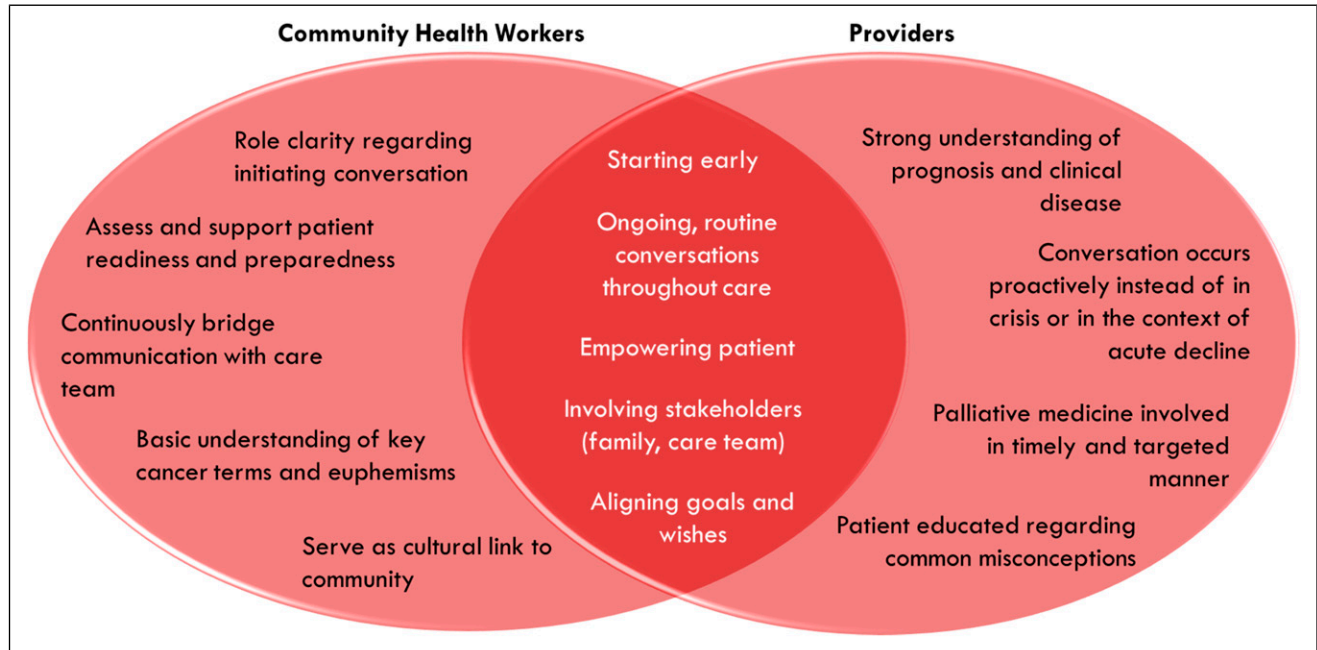 Community Health Workers
Providers
Role clarity regarding
initiating conversation
Assess and support patient
readiness and preparedness
Continuously bridge
communication with care
team
Basic understanding of key
cancer terms and euphemisms
Serve as cultural link to
community
Starting early
Ongoing, routine
conversations
throughout care
Empowering patient
Involving stakeholders
(family, care team)
Aligning goals and
wishes
Strong understanding of
prognosis and clinical
disease
Conversation occurs
proactively instead of in
crisis or in the context of
acute decline
Palliative medicine involved
in timely and targeted
manner
Patient educated regarding
common misconceptions